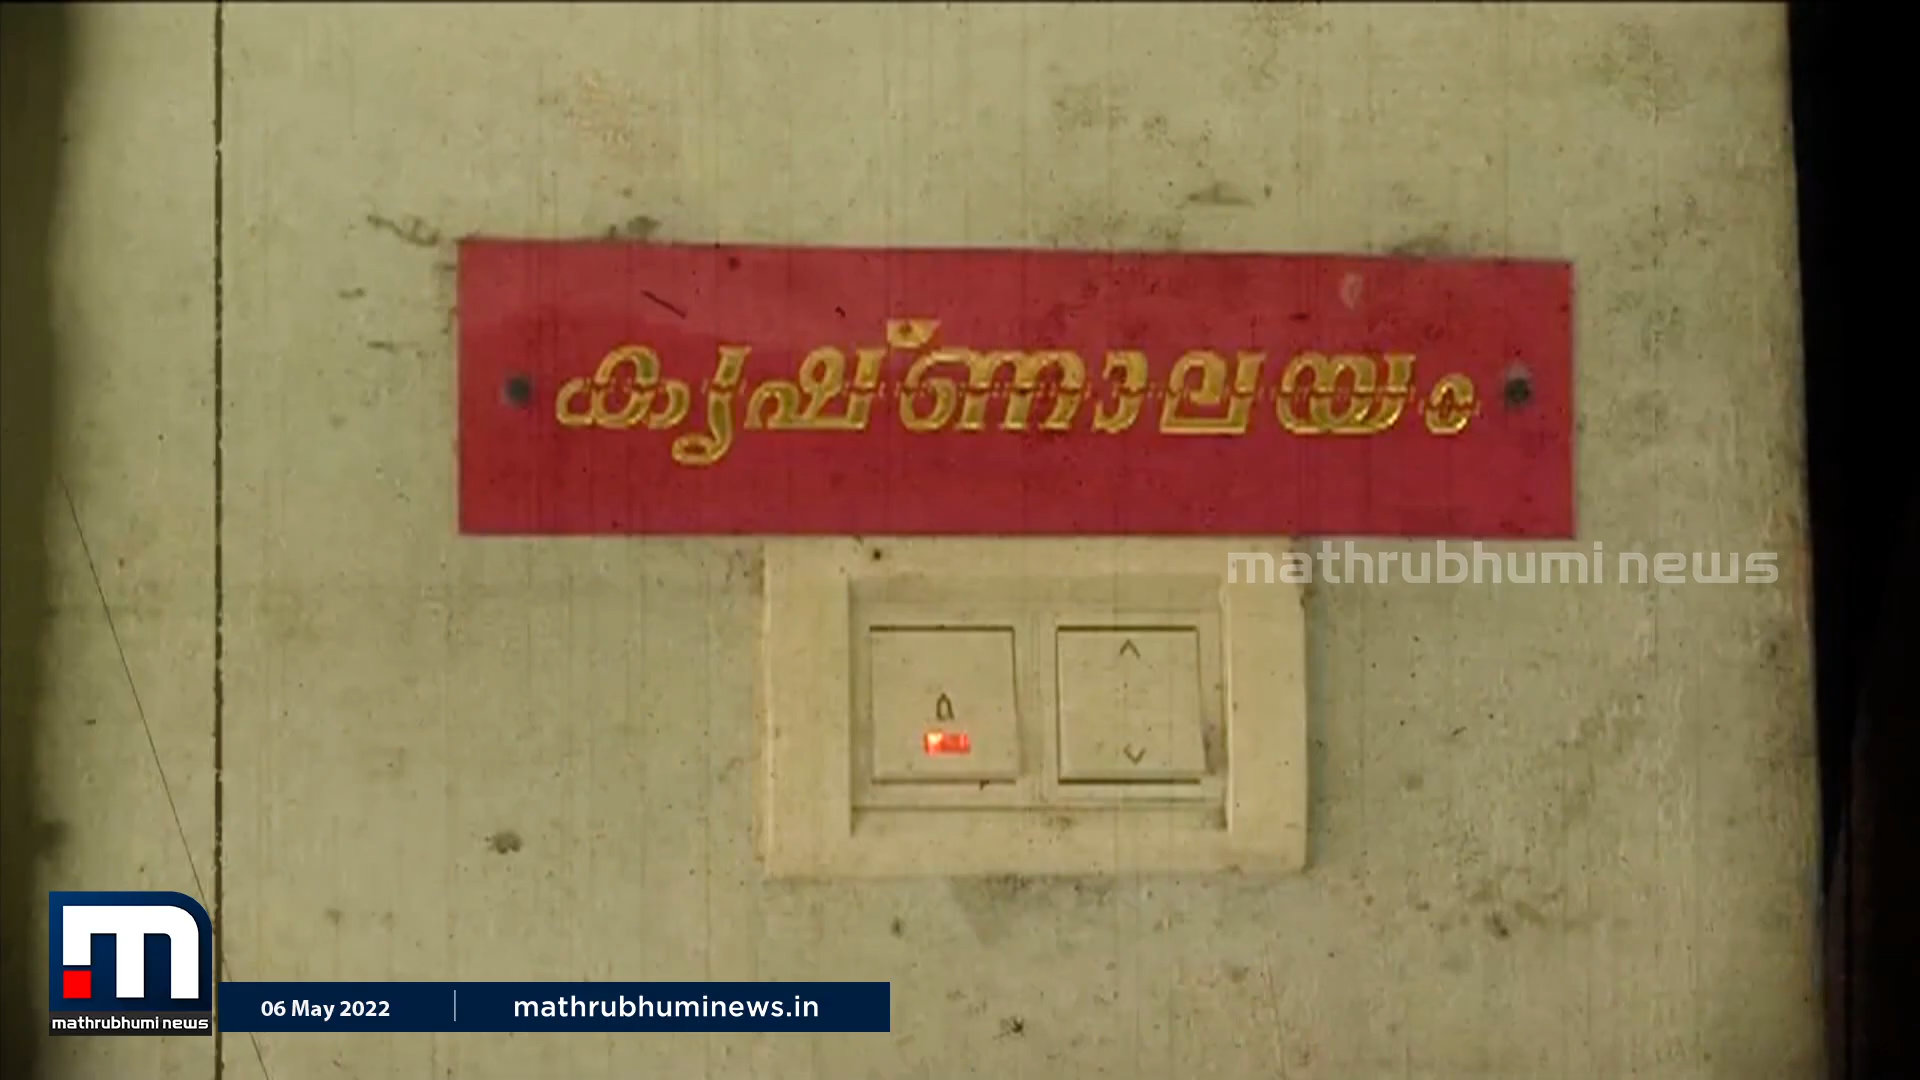 കൃഷ്ണാലയം
mathrubhumi news
mathrubhumi news
06 May 2022
mathrubhuminews.in